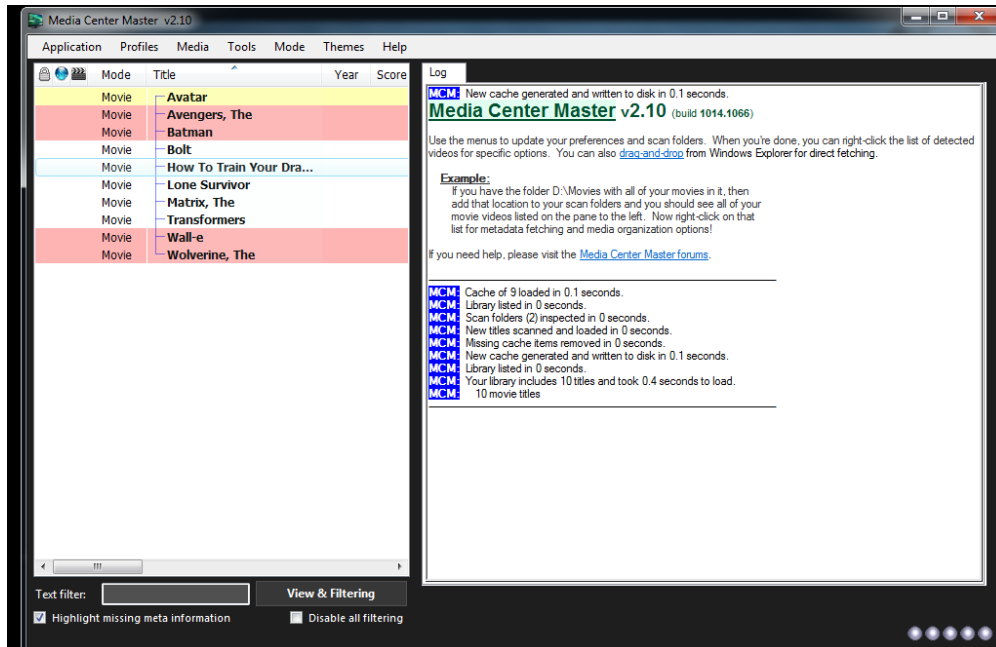 Media Center Master v2.10
Application Profiles Media Tools Mode Themes Help
Mode Title Year Score
Movie Avatar
Movie Avengers, The
Movie Batman
Movie Bolt
Movie How To Train Your Dra...
Movie Lone Survivor
Movie Matrix, The
Movie Transformers
Movie Wall-e
Movie Wolverine, The
Text filter:
View & Filtering
Highlight missing meta information
Disable all filtering
Log
MCM: New cache generated and written to disk in 0.1 seconds.
Media Center Master v2.10 (build 1014.1066)
Use the menus to update your preferences and scan folders. When you're done, you can right-click the list of detected
videos for specific options. You can also drag-and-drop from Windows Explorer for direct fetching.
Example:
If you have the folder D:\Movies with all of your movies in it, then
add that location to your scan folders and you should see all of your
movie videos listed on the pane to the left. Now right-click on that
list for metadata fetching and media organization options!
If you need help, please visit the Media Center Master forums.
MCM: Cache of 9 loaded in 0.1 seconds.
MCM: Library listed in 0 seconds.
MCM: Scan folders (2) inspected in 0 seconds.
MCM: New titles scanned and loaded in 0 seconds.
MCM: Missing cache items removed in 0 seconds.
MCM: New cache generated and written to disk in 0.1 seconds.
MCM: Library listed in 0 seconds.
MCM: Your library includes 10 titles and took 0.4 seconds to load.
MCM: 10 movie titles